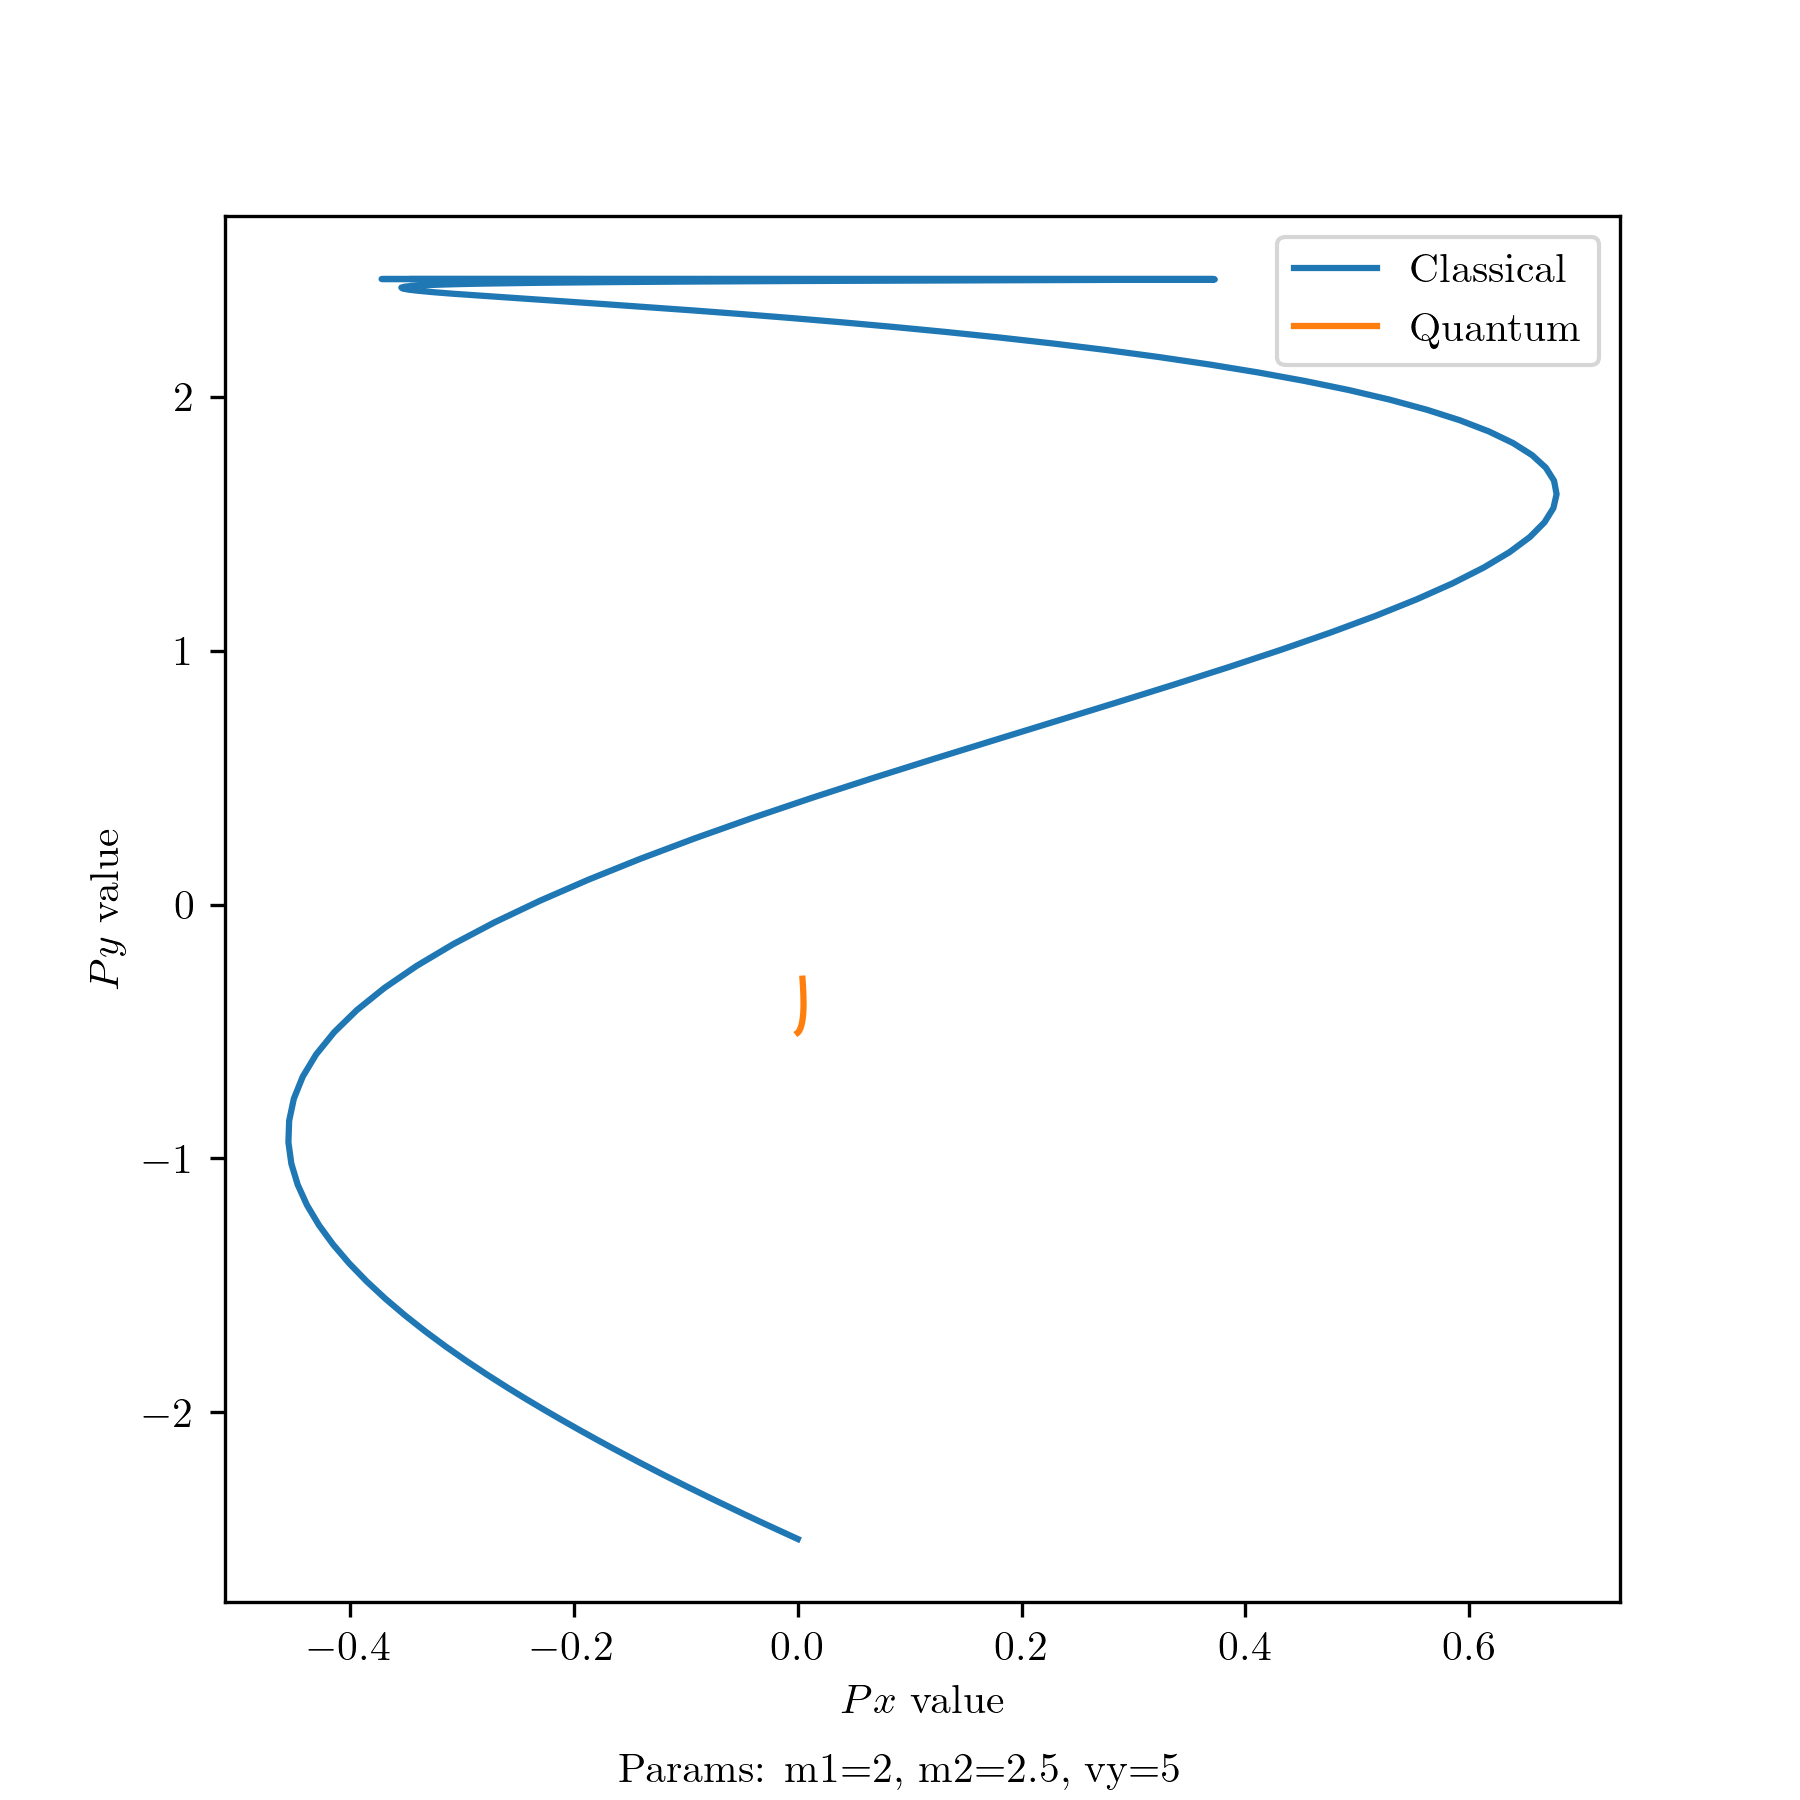 Classical
Quantum
2
1
0
−1
−2
Py value
−0.4 −0.2 0.0 0.2 0.4 0.6
Px value
Params: m1=2, m2=2.5, vy=5